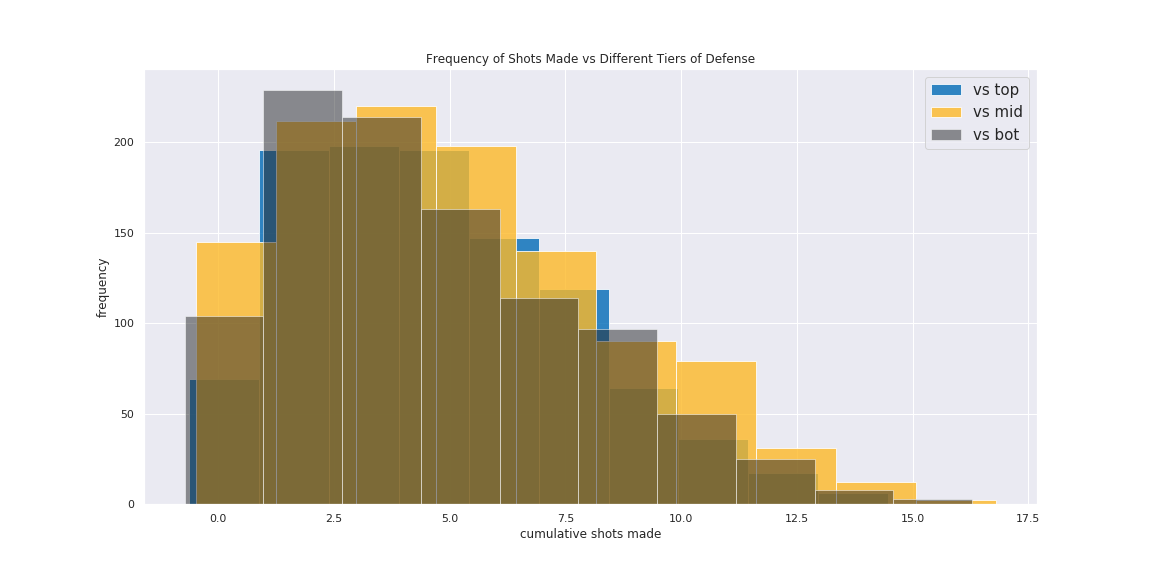 Frequency of Shots Made vs Different Tiers of Defense
vs top
vs mid
vs bot
frequency
200
150
100
50
0
0.0 2.5 5.0 7.5 10.0 12.5 15.0 17.5
cumulative shots made